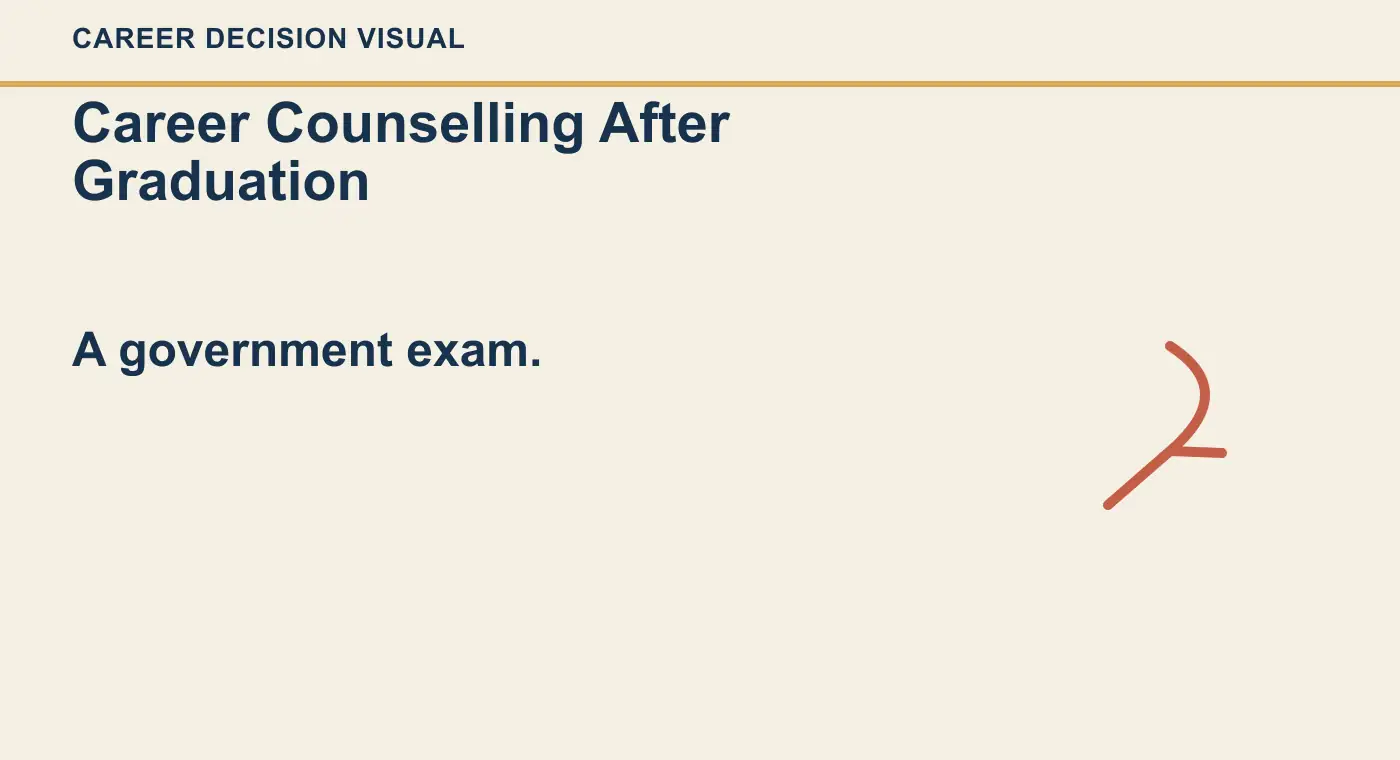 CAREER DECISION VISUAL
Career Counselling After
Graduation
A government exam.